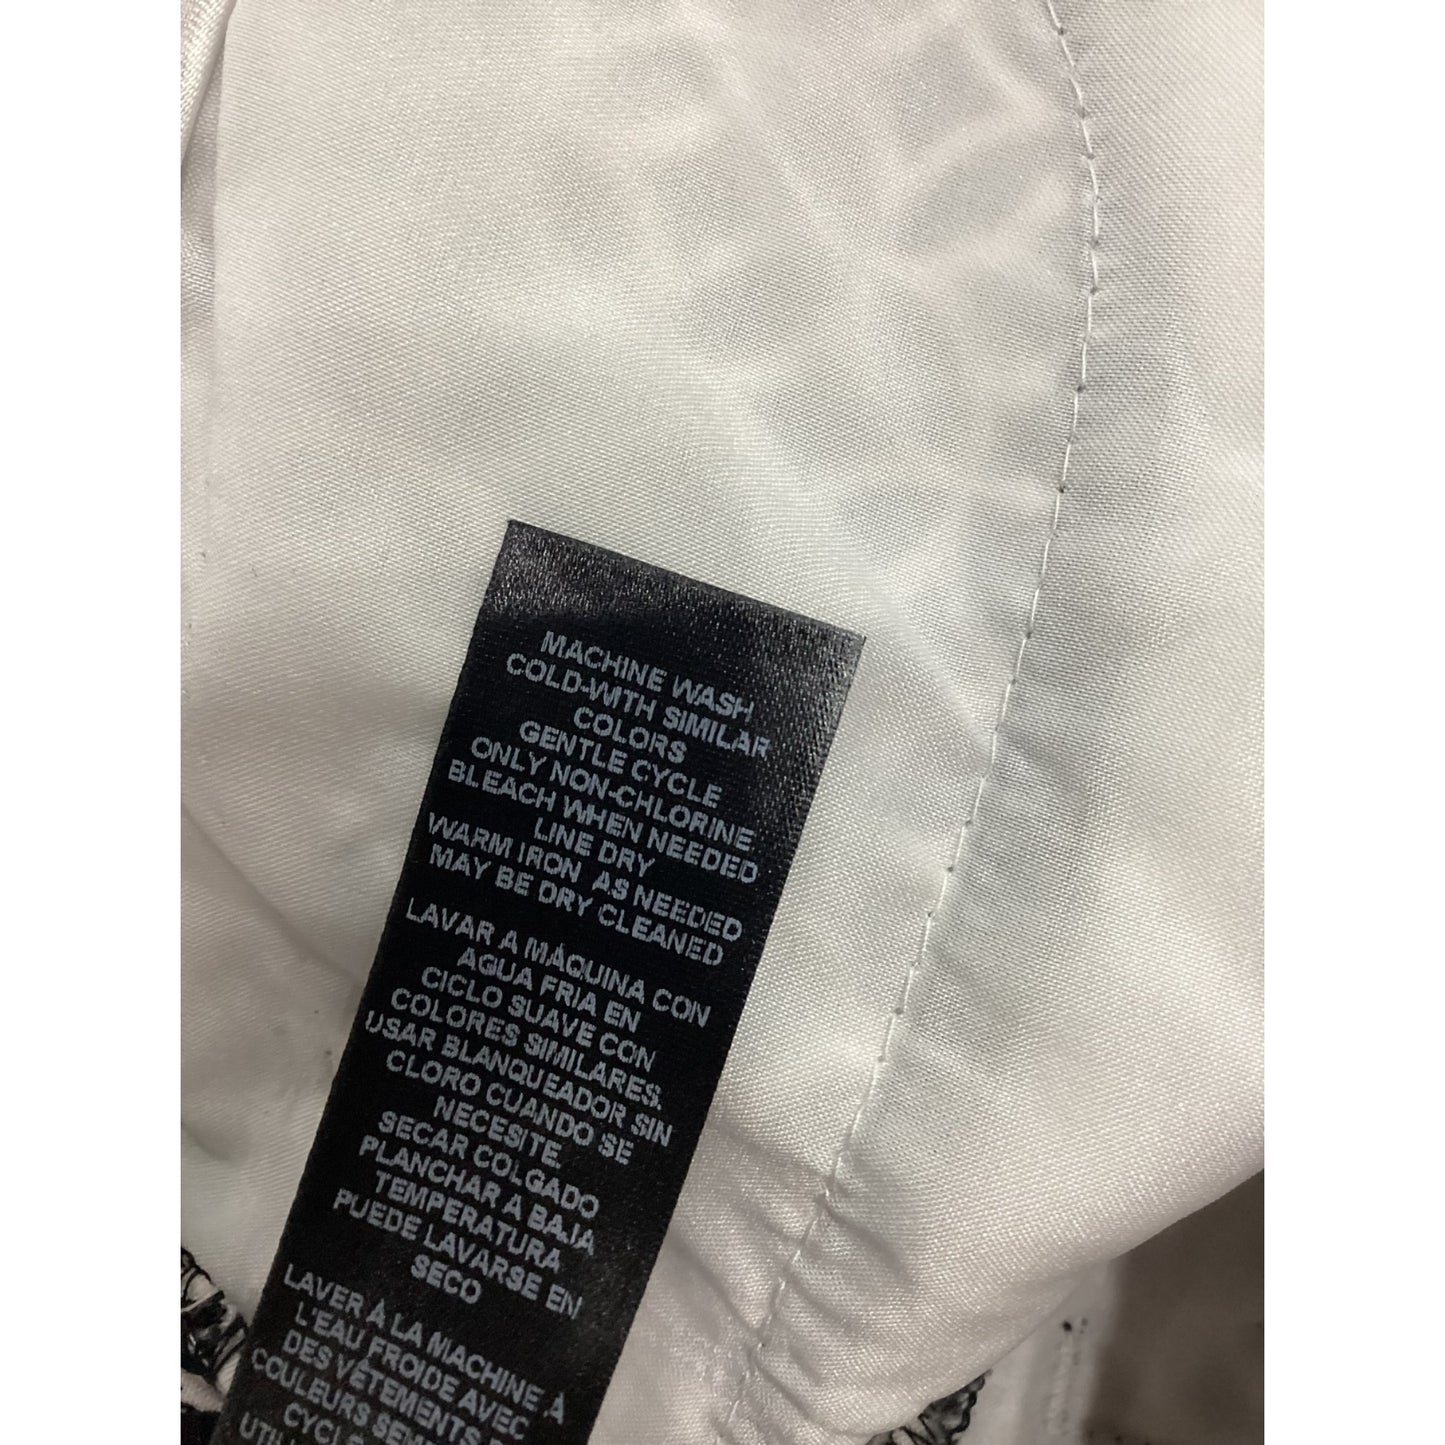 MACHINE WASH
COLD-WITH SIMILAR
COLORS
GENTLE CYCLE
ONLY NON-CHLORINE
BLEACH WHEN NEEDED
LINE DRY
WARM IRON AS NEEDED
MAY BE DRY CLEANED
LAVAR A MÁQUINA CON
AGUA FRIA EN
CICLO SUAVE CON
COLORES SIMILARES.
USAR BLANQUEADOR SIN
CLORO CUANDO SE
NECESITE.
SECAR COLGADO
PLANCHAR A BAJA
TEMPERATURA
PUEDE LAVARSE EN
SECO
LAVER À LA MACHINE À
L'EAU FROIDE AVEC
DES VÊTEMENTS
COULEURS